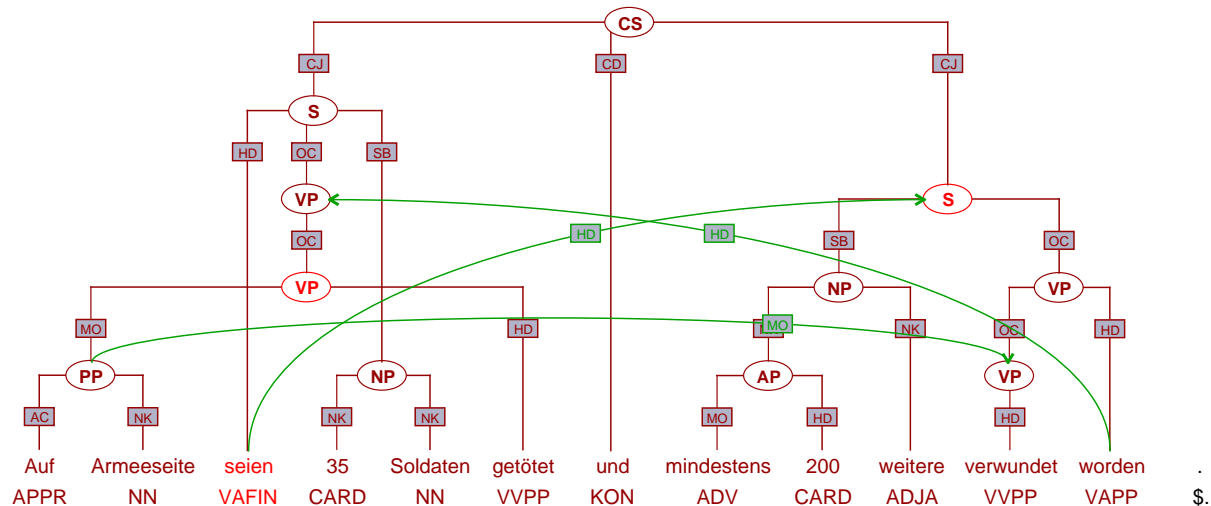 CS
CJ CD CJ
S
HD OC SB
VP S
HD HD
OC SB OC
VP NP VP
MO HD MO NK OC HD
PP NP AP VP
AC NK NK NK MO HD HD
Auf Armeeseite seien 35 Soldaten getötet und mindestens 200 weitere verwundet worden .
APPR NN VAFIN CARD NN VVPP KON ADV CARD ADJA VVPP VAPP $.